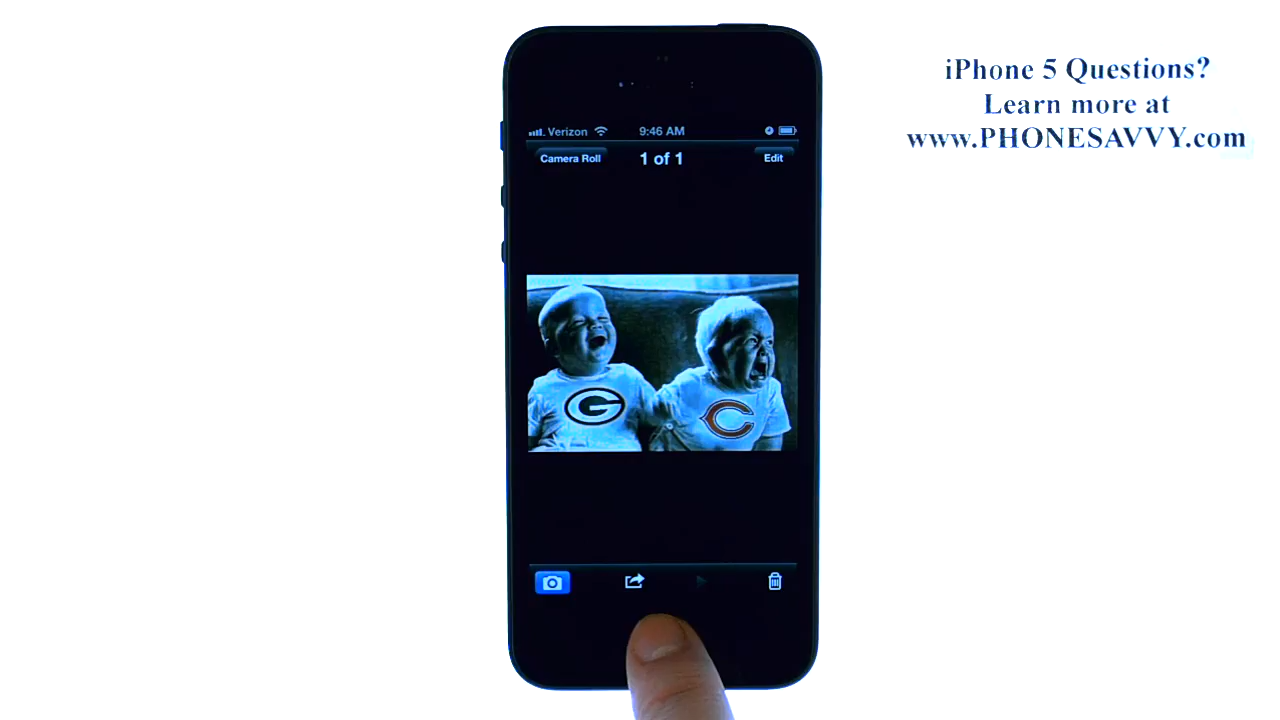 iPhone 5 Questions?
Learn more at
www.PHONESAVVY.com
Verizon 9:46 AM
Camera Roll 1 of 1 Edit
G C